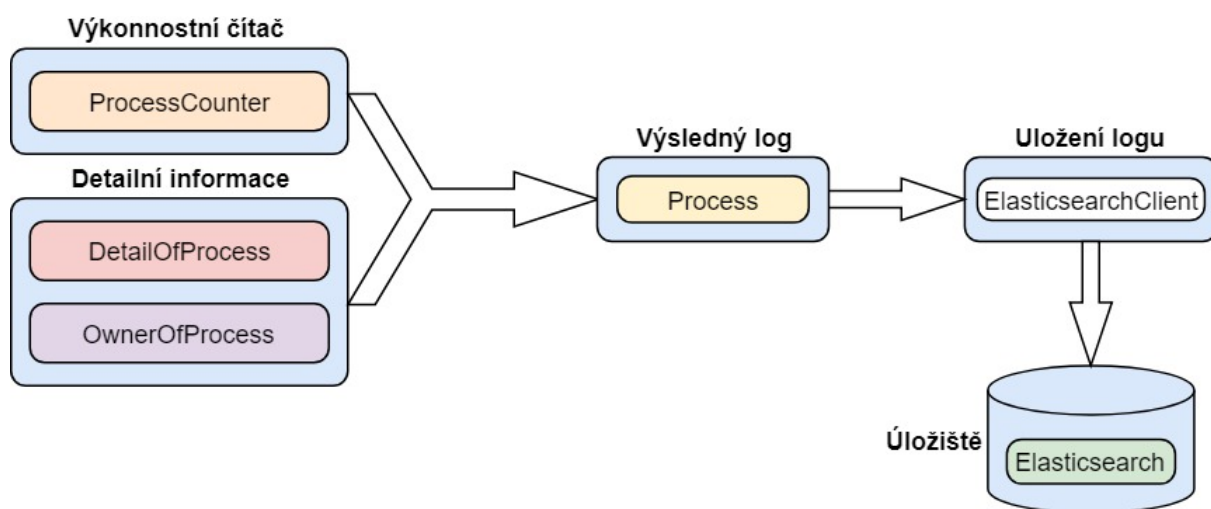 Výkonnostní čítač
ProcessCounter
Detailní informace
DetailOfProcess
OwnerOfProcess
Výsledný log
Process
Uložení logu
ElasticsearchClient
Úložiště
Elasticsearch